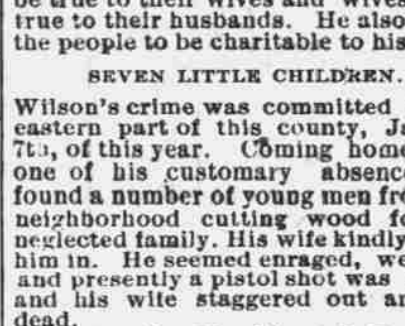 be true to their wives and wives
true to their husbands. He also
the people to be charitable to his
SEVEN LITTLE CHILDREN.
Wilson's crime was committed
eastern part of this county, Ja
7th, of this year. Coming home
one of his customary absenc
found a number of young men fr
neighborhood cutting wood fo
neglected family. His wife kindly
him in. He seemed enraged, we
and presently a pistol shot was
and his wife staggered out an
dead.